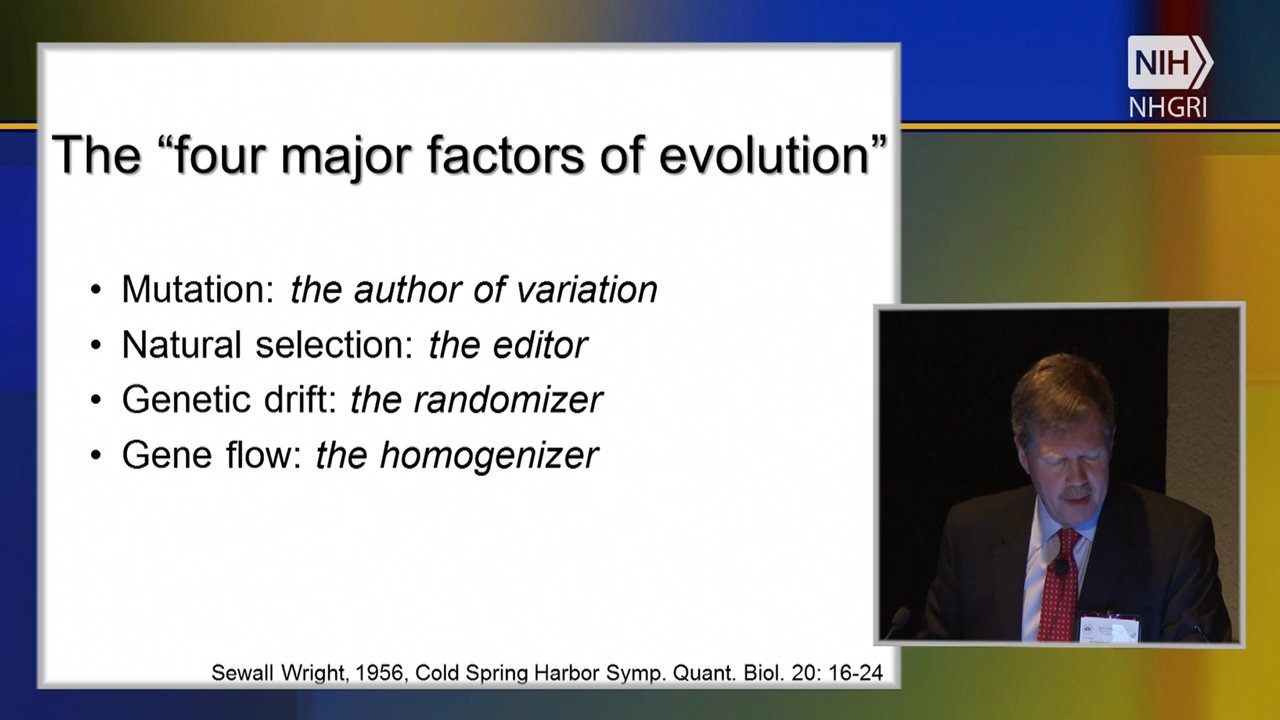 NIH
NHGRI
The “four major factors of evolution”
• Mutation: the author of variation
• Natural selection: the editor
• Genetic drift: the randomizer
• Gene flow: the homogenizer
Sewall Wright, 1956, Cold Spring Harbor Symp. Quant. Biol. 20: 16-24